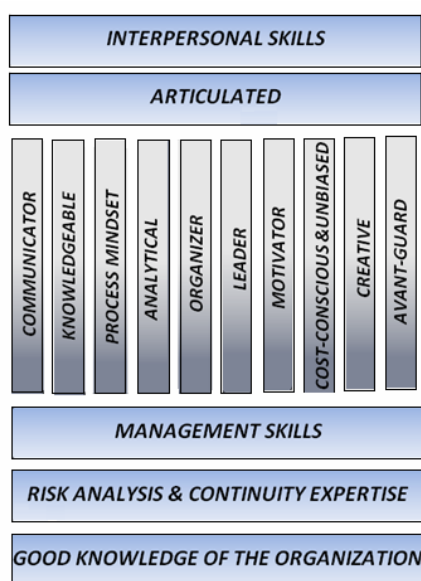 INTERPERSONAL SKILLS
ARTICULATED
COMMUNICATOR
KNOWLEDGEABLE
PROCESS MINDSET
ANALYTICAL
ORGANIZER
LEADER
MOTIVATOR
COST-CONSCIOUS & UNBIASED
CREATIVE
AVANT-GUARD
MANAGEMENT SKILLS
RISK ANALYSIS & CONTINUITY EXPERTISE
GOOD KNOWLEDGE OF THE ORGANIZATION